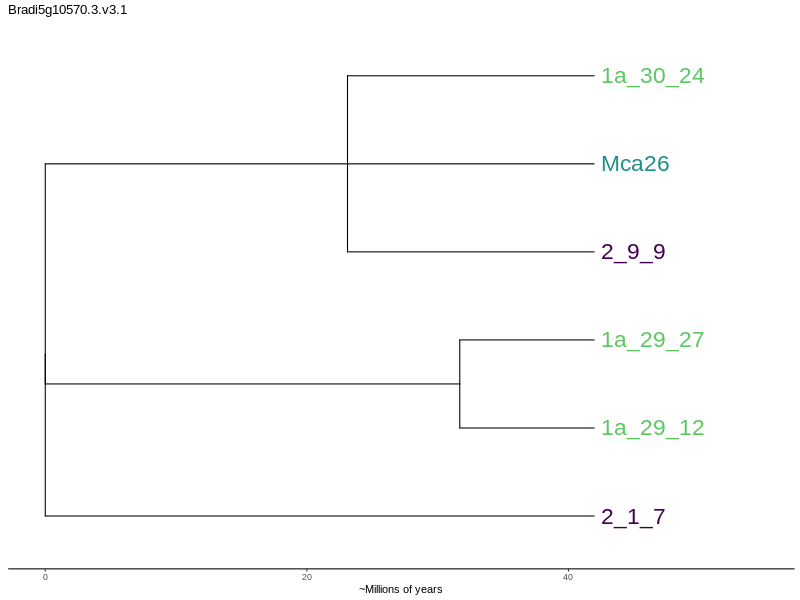 Bradi5g10570.3.v3.1
1a_30_24
Mca26
2_9_9
1a_29_27
1a_29_12
2_1_7
0 20 40
~Millions of years